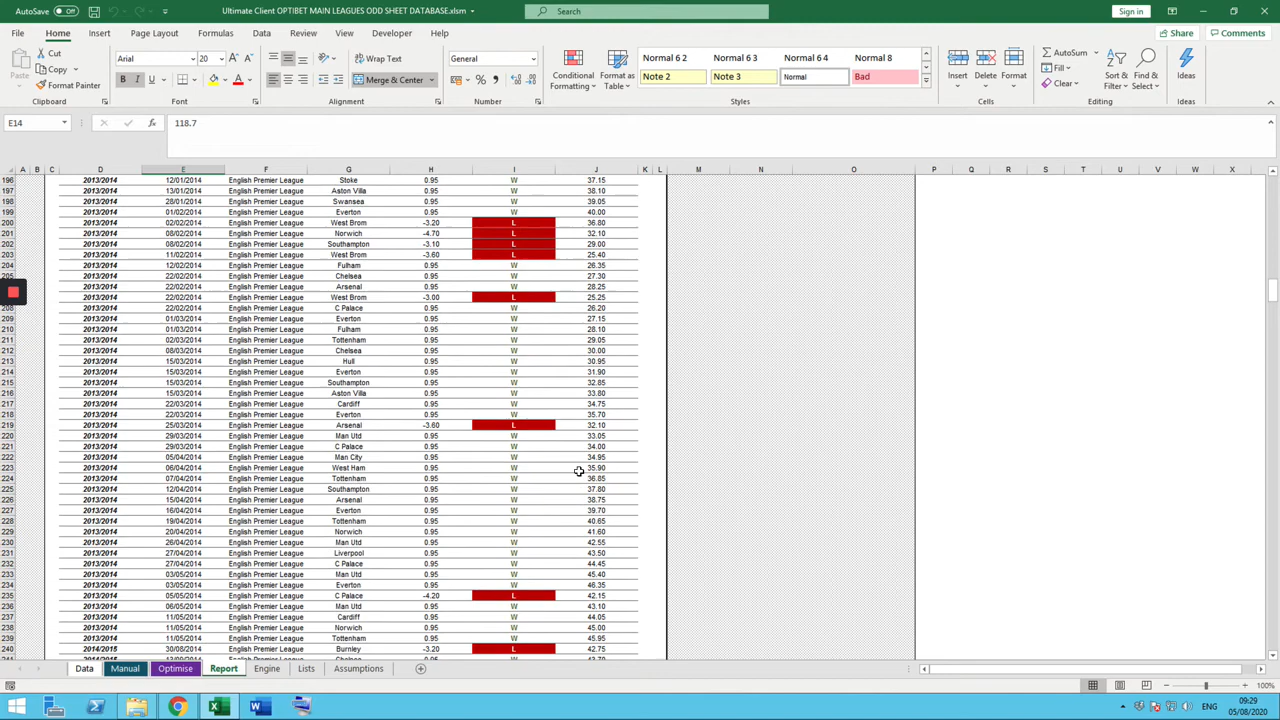 AutoSave Off Ultimate Client OPTIBET MAIN LEAGUES ODD SHEET DATABASE.xlsm Search Sign in
File Home Insert Page Layout Formulas Data Review View Developer Help Share Comments
Paste Cut Copy Format Painter Clipboard
Arial 20 B I U Font
Wrap Text Merge & Center Alignment
General Number
Conditional Formatting Format as Table
Normal 6 2 Normal 6 3 Normal 6 4 Normal 8
Note 2 Note 3 Normal Bad
Styles
Insert Delete Format Cells
AutoSum Fill Clear Sort & Filter Find & Select Editing
Ideas Ideas
E14 fx 118.7
A B C D E F G H I J K L M N O P Q R S T U V W X
196 2013/2014 12/01/2014 English Premier League Stoke 0.95 W 37.15
197 2013/2014 13/01/2014 English Premier League Aston Villa 0.95 W 38.10
198 2013/2014 28/01/2014 English Premier League Swansea 0.95 W 39.05
199 2013/2014 01/02/2014 English Premier League Everton 0.95 W 40.00
200 2013/2014 02/02/2014 English Premier League West Brom -3.20 L 36.80
201 2013/2014 08/02/2014 English Premier League Norwich -4.70 L 32.10
202 2013/2014 08/02/2014 English Premier League Southampton -3.10 L 29.00
203 2013/2014 11/02/2014 English Premier League West Brom -3.60 L 25.40
204 2013/2014 12/02/2014 English Premier League Fulham 0.95 W 26.35
205 2013/2014 22/02/2014 English Premier League Chelsea 0.95 W 27.30
2013/2014 22/02/2014 English Premier League Arsenal 0.95 W 28.25
2013/2014 22/02/2014 English Premier League West Brom -3.00 L 25.25
208 2013/2014 22/02/2014 English Premier League C Palace 0.95 W 26.20
209 2013/2014 01/03/2014 English Premier League Everton 0.95 W 27.15
210 2013/2014 01/03/2014 English Premier League Fulham 0.95 W 28.10
211 2013/2014 02/03/2014 English Premier League Tottenham 0.95 W 29.05
212 2013/2014 08/03/2014 English Premier League Chelsea 0.95 W 30.00
213 2013/2014 15/03/2014 English Premier League Hull 0.95 W 30.95
214 2013/2014 15/03/2014 English Premier League Everton 0.95 W 31.90
215 2013/2014 15/03/2014 English Premier League Southampton 0.95 W 32.85
216 2013/2014 15/03/2014 English Premier League Aston Villa 0.95 W 33.80
217 2013/2014 22/03/2014 English Premier League Cardiff 0.95 W 34.75
218 2013/2014 22/03/2014 English Premier League Everton 0.95 W 35.70
219 2013/2014 25/03/2014 English Premier League Arsenal -3.60 L 32.10
220 2013/2014 29/03/2014 English Premier League Man Utd 0.95 W 33.05
221 2013/2014 29/03/2014 English Premier League C Palace 0.95 W 34.00
222 2013/2014 05/04/2014 English Premier League Man City 0.95 W 34.95
223 2013/2014 06/04/2014 English Premier League West Ham 0.95 W 35.90
224 2013/2014 07/04/2014 English Premier League Tottenham 0.95 W 36.85
225 2013/2014 12/04/2014 English Premier League Southampton 0.95 W 37.80
226 2013/2014 15/04/2014 English Premier League Arsenal 0.95 W 38.75
227 2013/2014 16/04/2014 English Premier League Everton 0.95 W 39.70
228 2013/2014 19/04/2014 English Premier League Tottenham 0.95 W 40.65
229 2013/2014 20/04/2014 English Premier League Norwich 0.95 W 41.60
230 2013/2014 26/04/2014 English Premier League Man Utd 0.95 W 42.55
231 2013/2014 27/04/2014 English Premier League Liverpool 0.95 W 43.50
232 2013/2014 27/04/2014 English Premier League C Palace 0.95 W 44.45
233 2013/2014 03/05/2014 English Premier League Man Utd 0.95 W 45.40
234 2013/2014 03/05/2014 English Premier League Everton 0.95 W 46.35
235 2013/2014 03/05/2014 English Premier League C Palace -4.20 L 42.15
236 2013/2014 06/05/2014 English Premier League Man Utd 0.95 W 43.10
237 2013/2014 11/05/2014 English Premier League Cardiff 0.95 W 44.05
238 2013/2014 11/05/2014 English Premier League Norwich 0.95 W 45.00
239 2013/2014 11/05/2014 English Premier League Tottenham 0.95 W 45.95
240 2014/2015 30/08/2014 English Premier League Burnley -3.20 L 42.75
Data Manual Optimise Report Engine Lists Assumptions
100%
ENG 09:29
05/08/2020